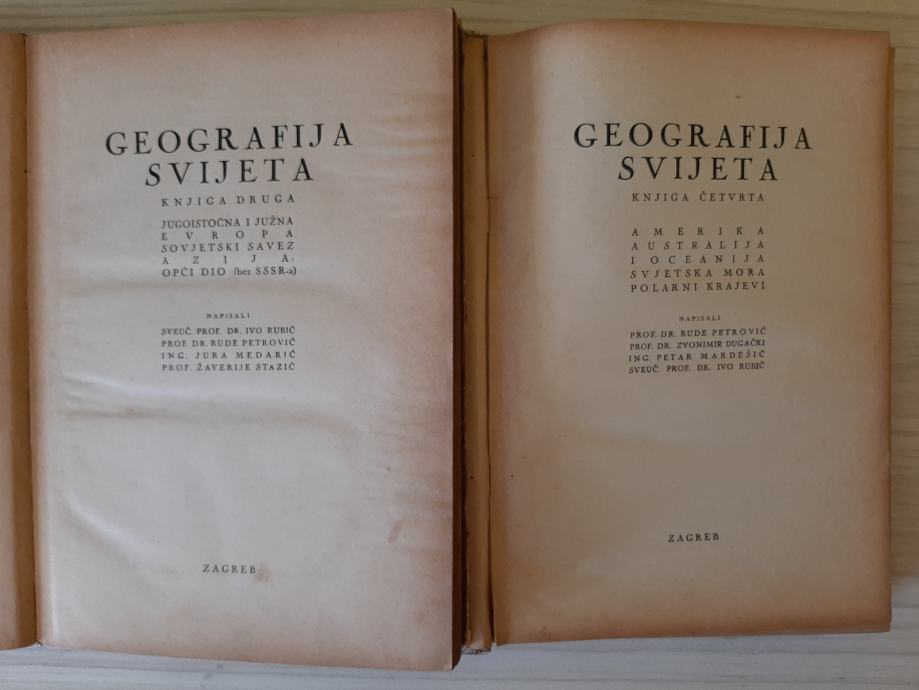 GEOGRAFIJA
SVIJETA
KNJIGA DRUGA
JUGOISTOČNA I JUŽNA
EVROPA
SOVJETSKI SAVEZ
AZIJA:
OPĆI DIO (bez SSSR-a)
NAPISALI
SVEUČ. PROF. DR. IVO RUBIĆ
PROF. DR. RUDE PETROVIĆ
ING. JURA MEDARIĆ
PROF. ŽAVERIJE STAZIĆ
ZAGREB
GEOGRAFIJA
SVIJETA
KNJIGA ČETVRTA
AMERIKA
AUSTRALIJA
I OCEANIJA
SVJETSKA MORA
POLARNI KRAJEVI
NAPISALI
PROF. DR. RUDE PETROVIĆ
PROF. DR. ZVONIMIR DUGAČKI
ING. PETAR MARDEŠIĆ
SVEUČ. PROF. DR. IVO RUBIĆ
ZAGREB